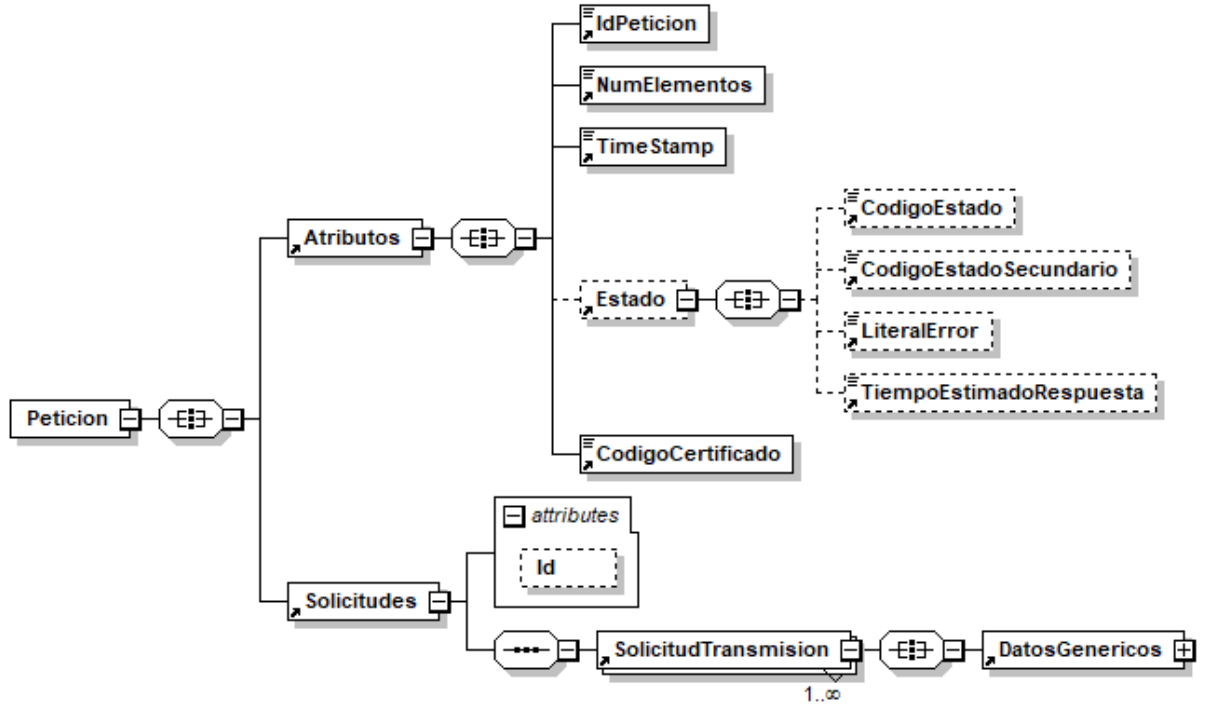 IdPeticion
NumElementos
TimeStamp
CodigoEstado
Atributos
CodigoEstadoSecundario
Estado
LiteralError
TiempoEstimadoRespuesta
Peticion
CodigoCertificado
attributes
Id
Solicitudes
SolicitudTransmision
DatosGenericos
1..∞